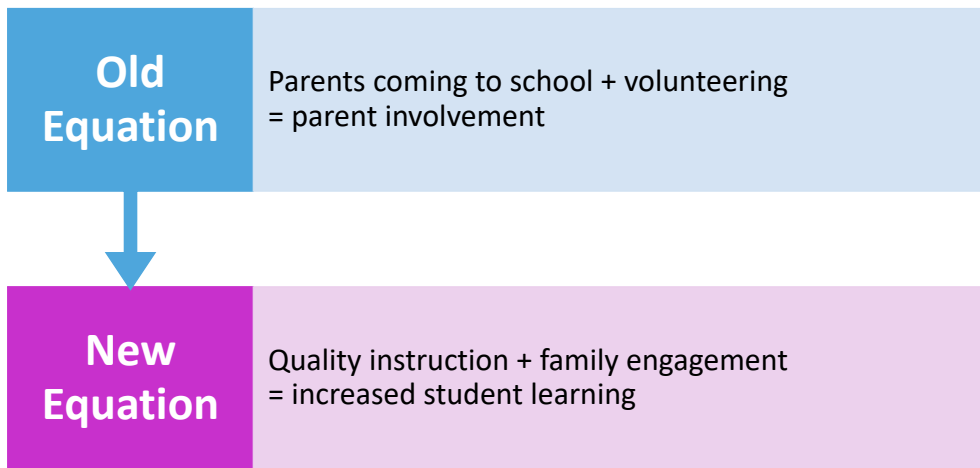 Old
Equation
Parents coming to school + volunteering
= parent involvement
New
Equation
Quality instruction + family engagement
= increased student learning